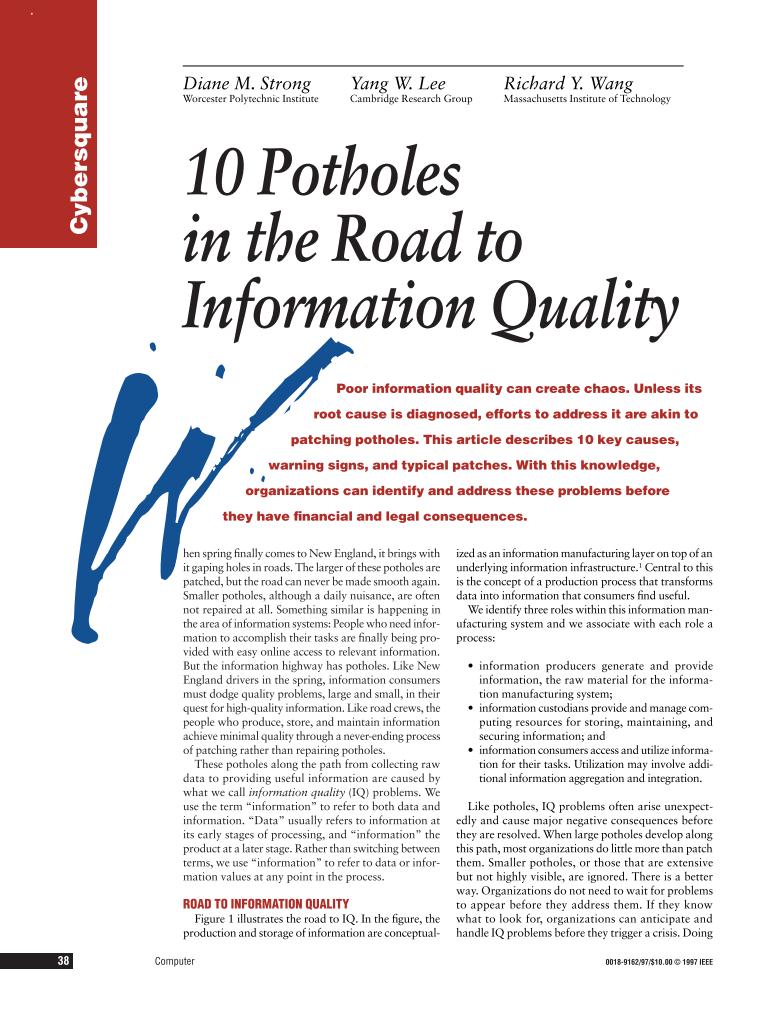 Cybersquare
Diane M. Strong
Worcester Polytechnic Institute
Yang W. Lee
Cambridge Research Group
Richard Y. Wang
Massachusetts Institute of Technology
10 Potholes
in the Road to
Information Quality
Poor information quality can create chaos. Unless its
root cause is diagnosed, efforts to address it are akin to
patching potholes. This article describes 10 key causes,
warning signs, and typical patches. With this knowledge,
organizations can identify and address these problems before
they have financial and legal consequences.
W
hen spring finally comes to New England, it brings with
it gaping holes in roads. The larger of these potholes are
patched, but the road can never be made smooth again.
Smaller potholes, although a daily nuisance, are often
not repaired at all. Something similar is happening in
the area of information systems: People who need infor-
mation to accomplish their tasks are finally being pro-
vided with easy online access to relevant information.
But the information highway has potholes. Like New
England drivers in the spring, information consumers
must dodge quality problems, large and small, in their
quest for high-quality information. Like road crews, the
people who produce, store, and maintain information
achieve minimal quality through a never-ending process
of patching rather than repairing potholes.
These potholes along the path from collecting raw
data to providing useful information are caused by
what we call information quality (IQ) problems. We
use the term “information” to refer to both data and
information. “Data” usually refers to information at
its early stages of processing, and “information” the
product at a later stage. Rather than switching between
terms, we use “information” to refer to data or infor-
mation values at any point in the process.
ROAD TO INFORMATION QUALITY
Figure 1 illustrates the road to IQ. In the figure, the
production and storage of information are conceptual-
ized as an information manufacturing layer on top of an
underlying information infrastructure.¹ Central to this
is the concept of a production process that transforms
data into information that consumers find useful.
We identify three roles within this information man-
ufacturing system and we associate with each role a
process:
• information producers generate and provide
information, the raw material for the informa-
tion manufacturing system;
• information custodians provide and manage com-
puting resources for storing, maintaining, and
securing information; and
• information consumers access and utilize informa-
tion for their tasks. Utilization may involve addi-
tional information aggregation and integration.
Like potholes, IQ problems often arise unexpect-
edly and cause major negative consequences before
they are resolved. When large potholes develop along
this path, most organizations do little more than patch
them. Smaller potholes, or those that are extensive
but not highly visible, are ignored. There is a better
way. Organizations do not need to wait for problems
to appear before they address them. If they know
what to look for, organizations can anticipate and
handle IQ problems before they trigger a crisis. Doing
38
Computer
0018-9162/97/$10.00 © 1997 IEEE